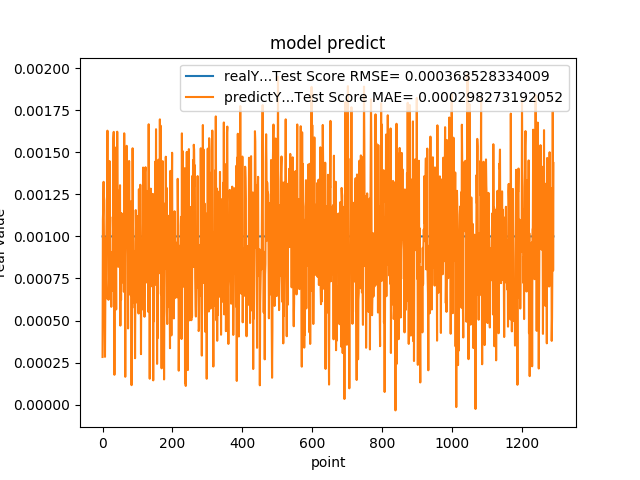 model predict
realY...Test Score RMSE= 0.000368528334009
predictY...Test Score MAE= 0.000298273192052
0.00200
0.00175
0.00150
0.00125
0.00100
0.00075
0.00050
0.00025
0.00000
real value
0 200 400 600 800 1000 1200
point